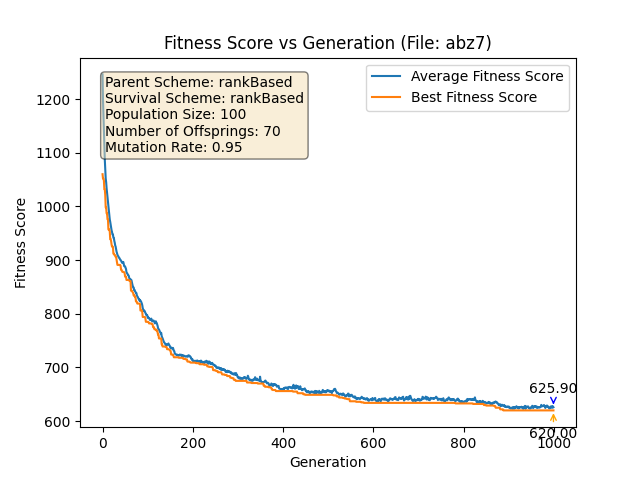 Fitness Score vs Generation (File: abz7)
Parent Scheme: rankBased
Survival Scheme: rankBased
Population Size: 100
Number of Offsprings: 70
Mutation Rate: 0.95
Average Fitness Score
Best Fitness Score
Fitness Score
1200
1100
1000
900
800
700
600
625.90
620.00
0
200
400
600
800
1000
Generation